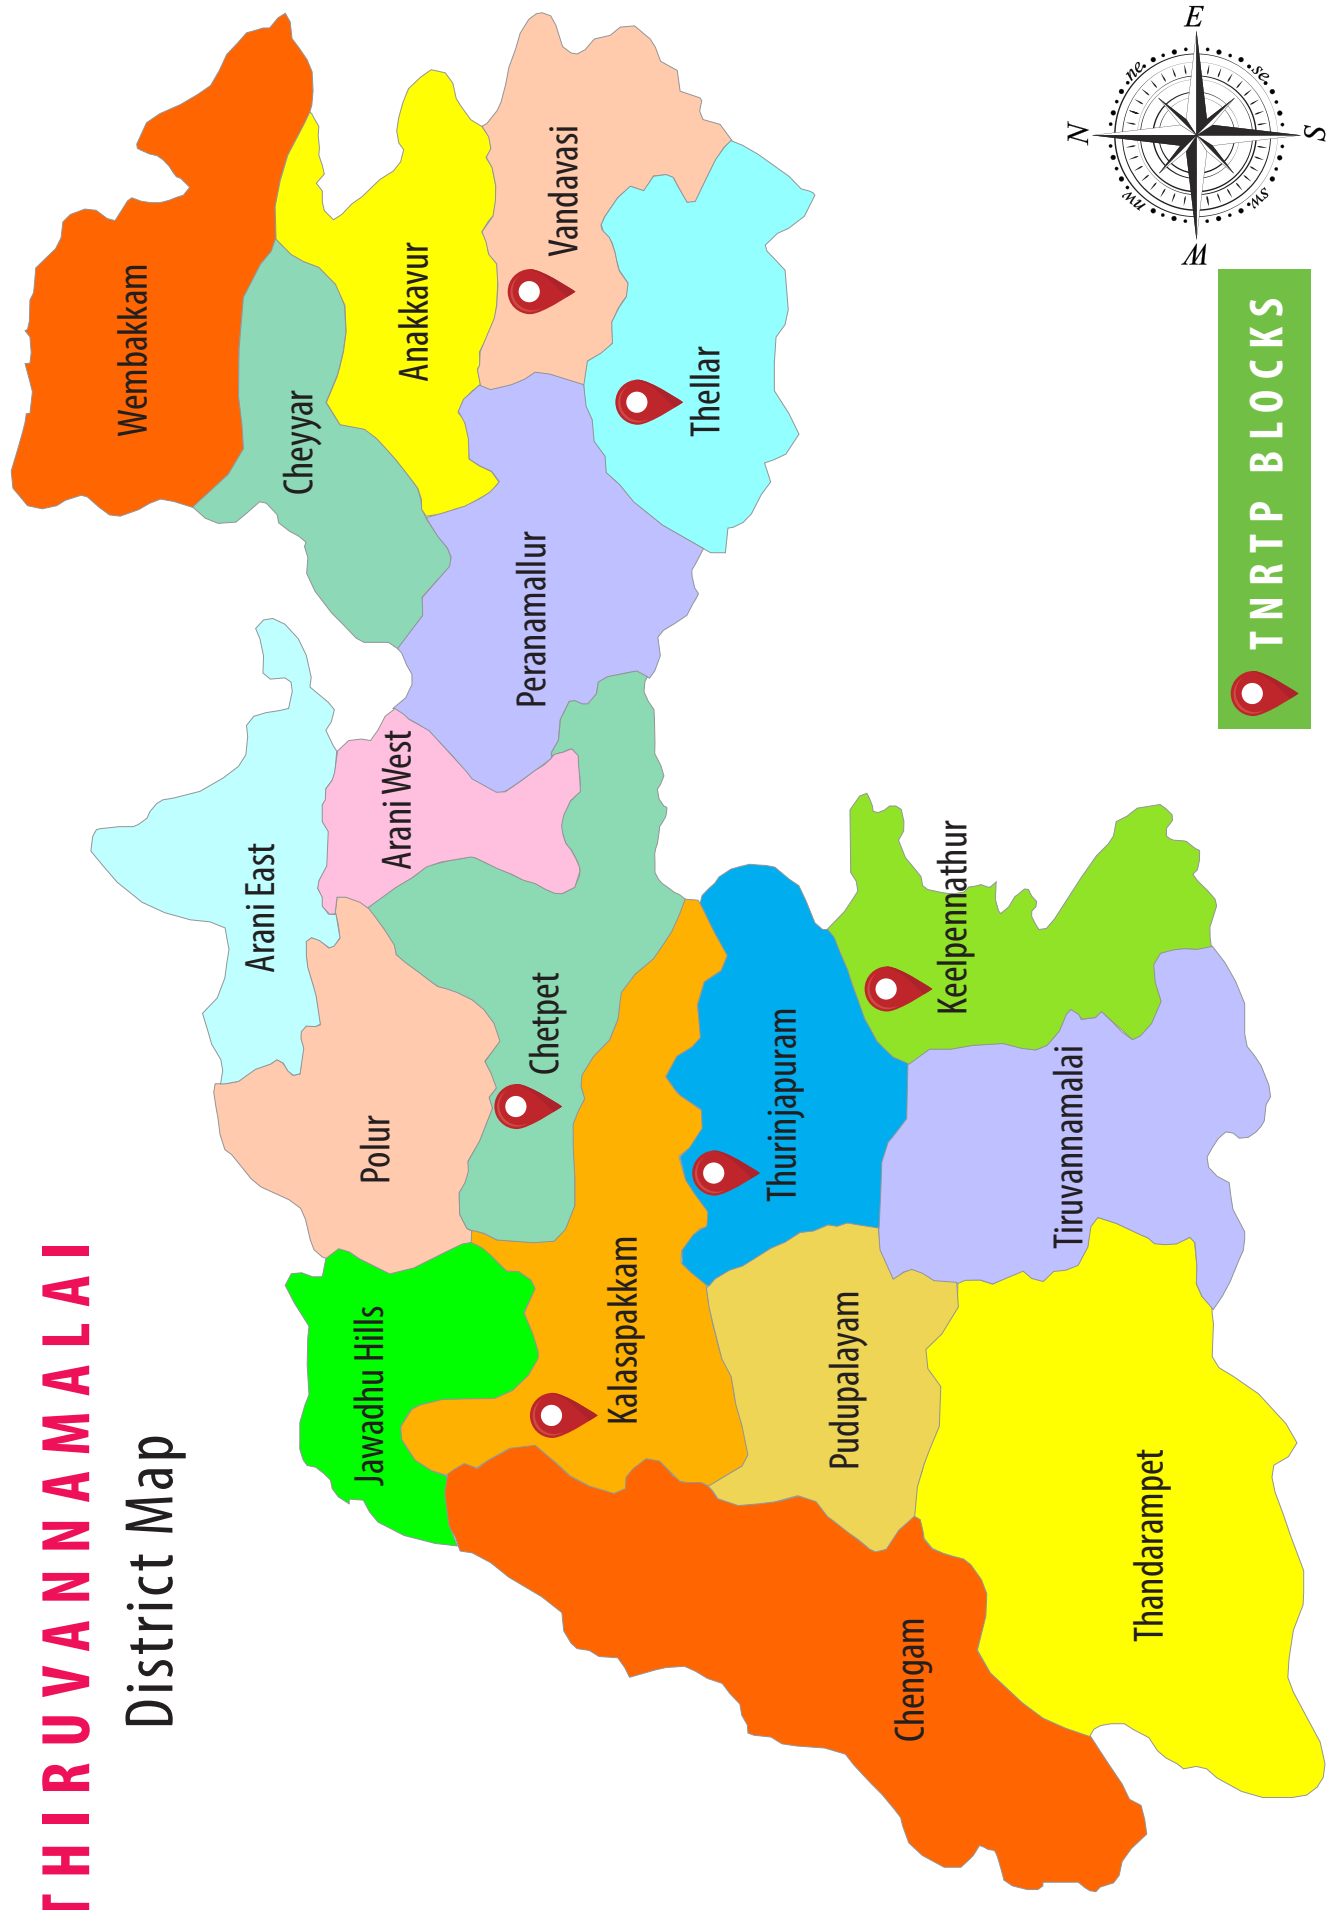 THIRUVANNAMALAI
District Map
Wembakkam
Cheyyar
Anakkavur
Vandavasi
Thellar
Peranamallur
Arani East
Arani West
Polur
Chetpet
Jawadhu Hills
Kalasapakkam
Thurinjapuram
Keelpennathur
Tiruvannamalai
Pudupalayam
Chengam
Thandarampet
N
ne
E
se
S
sw
W
nw
TNRTP BLOCKS